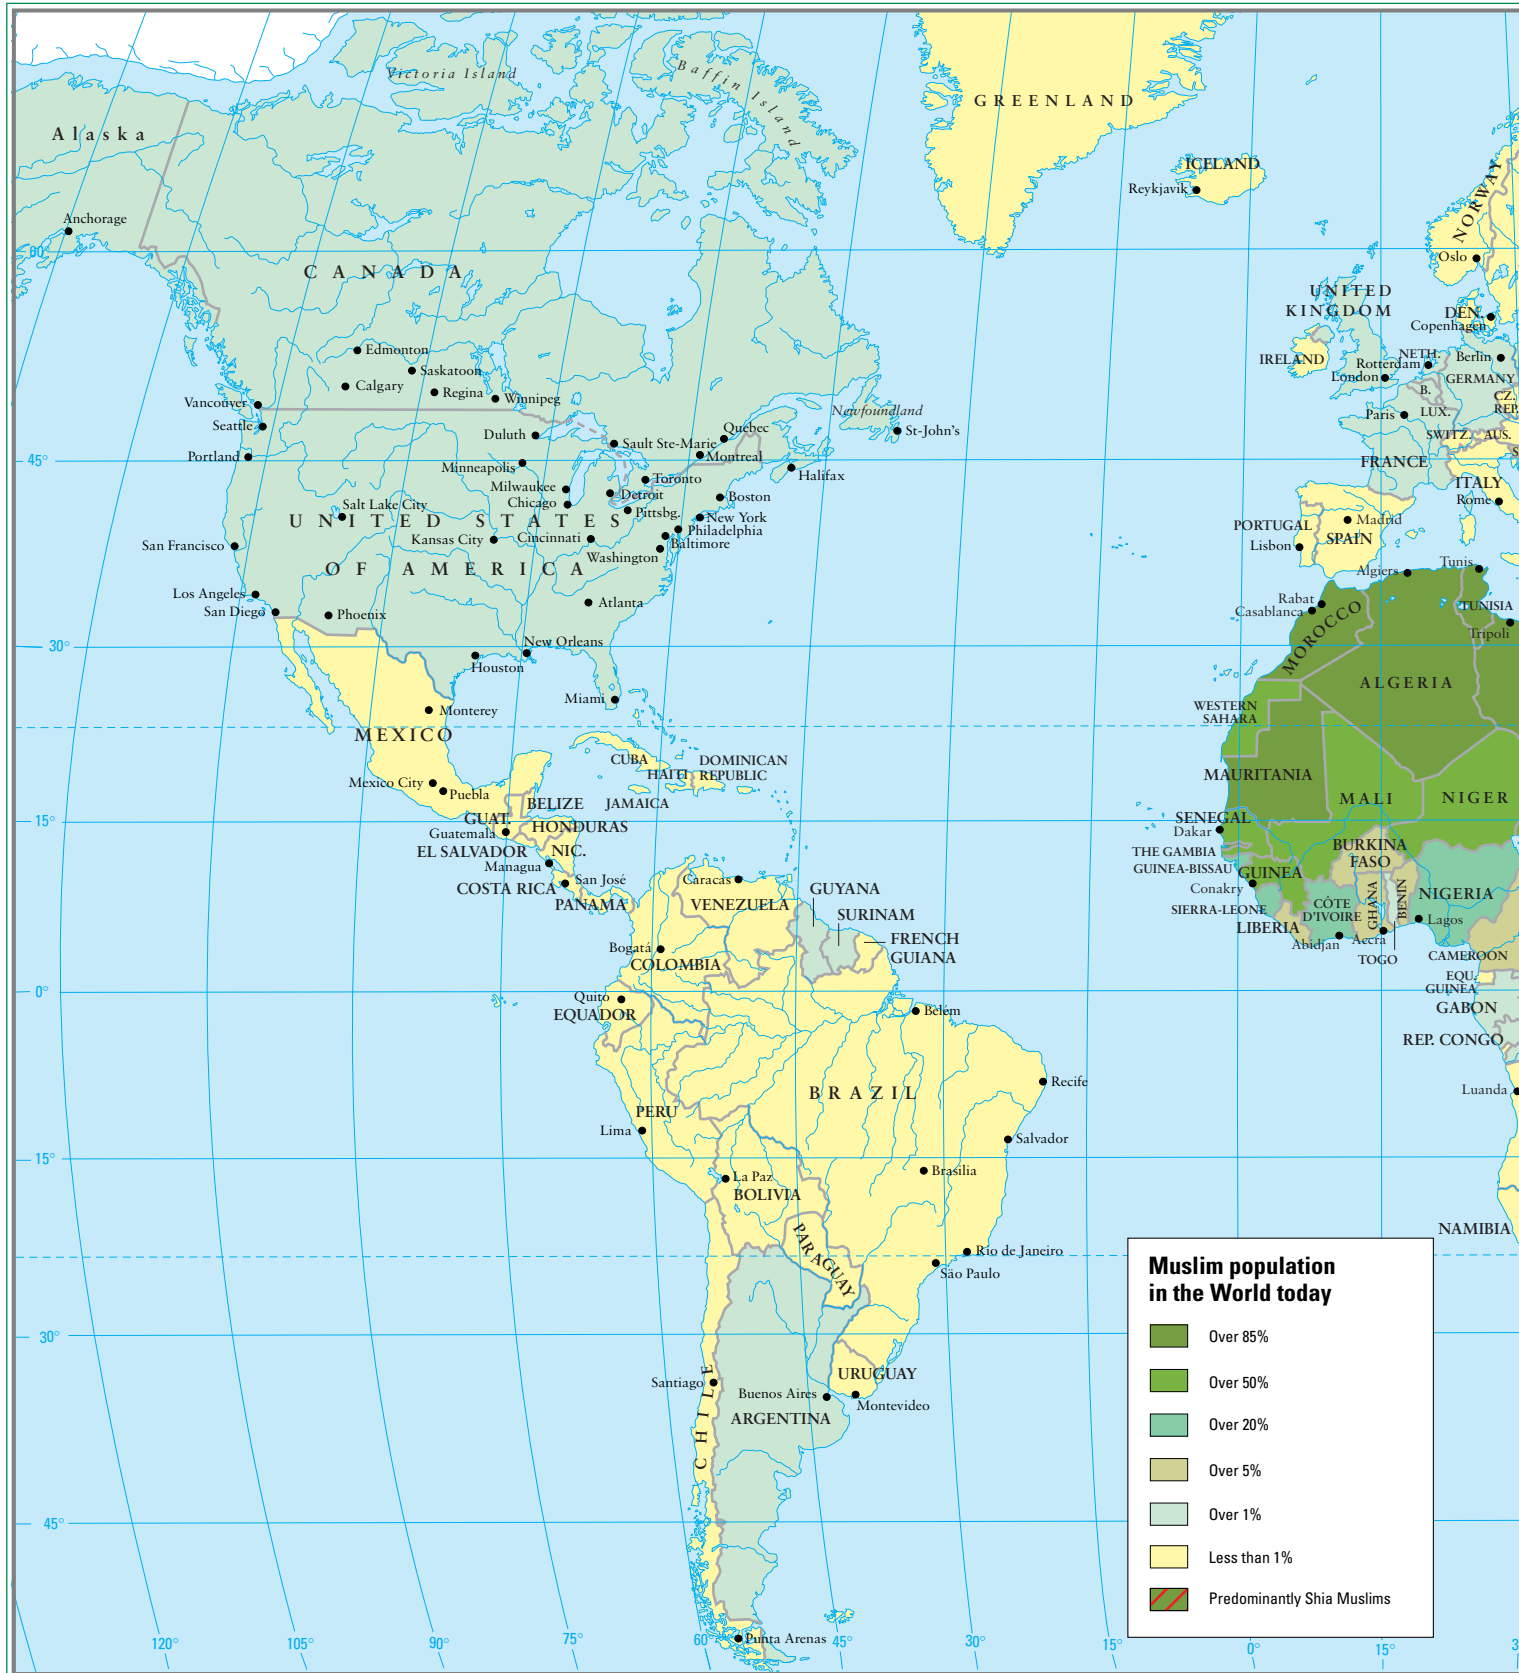 Victoria Island
Baffin Island
GREENLAND
Alaska
ICELAND
Reykjavik
NORWAY
Anchorage
60°
Oslo
CANADA
UNITED
KINGDOM
DEN.
Copenhagen
Edmonton
Saskatoon
Calgary
Regina
Winnipeg
IRELAND
NETH.
Rotterdam
Berlin
London
GERMANY
B.
CZ.
REP.
Vancouver
Seattle
Newfoundland
St-John's
Paris
LUX.
Duluth
Quebec
Sault Ste-Marie
Montreal
SWITZ.
AUS.
S
Portland
45°
Minneapolis
Halifax
FRANCE
Toronto
Milwaukee
Chicago
Detroit
Boston
ITALY
Rome
Salt Lake City
Pittsbg.
New York
UNITED STATES
Philadelphia
Baltimore
PORTUGAL
Madrid
SPAIN
Lisbon
San Francisco
Kansas City
Cincinnati
Washington
OF AMERICA
Algiers
Tunis
Los Angeles
San Diego
Phoenix
Atlanta
Rabat
Casablanca
TUNISIA
Tripoli
MOROCCO
30°
New Orleans
Houston
ALGERIA
Miami
Monterey
WESTERN
SAHARA
MEXICO
CUBA
HAITI
DOMINICAN
REPUBLIC
MAURITANIA
Mexico City
Puebla
BELIZE
JAMAICA
MALI
NIGER
15°
GUAT.
Guatemala
HONDURAS
SENEGAL
Dakar
EL SALVADOR
NIC.
Managua
THE GAMBIA
GUINEA-BISSAU
BURKINA
FASO
GUINEA
Conakry
COSTA RICA
San José
PANAMA
Caracas
VENEZUELA
GUYANA
SURINAM
FRENCH
GUIANA
SIERRA-LEONE
LIBERIA
CÔTE
D'IVOIRE
Abidjan
GHANA
BENIN
NIGERIA
Lagos
Accra
TOGO
CAMEROON
Bogatá
COLOMBIA
EQU.
GUINEA
0°
Quito
EQUADOR
GABON
Belém
REP. CONGO
BRAZIL
Recife
Luanda
PERU
Lima
Salvador
15°
La Paz
BOLIVIA
Brasilia
NAMIBIA
PARAGUAY
Rio de Janeiro
São Paulo
30°
URUGUAY
Santiago
Buenos Aires
Montevideo
CHILE
ARGENTINA
45°
Punta Arenas
120°
105°
90°
75°
60°
45°
30°
15°
0°
15°
3
Muslim population
in the World today
Over 85%
Over 50%
Over 20%
Over 5%
Over 1%
Less than 1%
Predominantly Shia Muslims